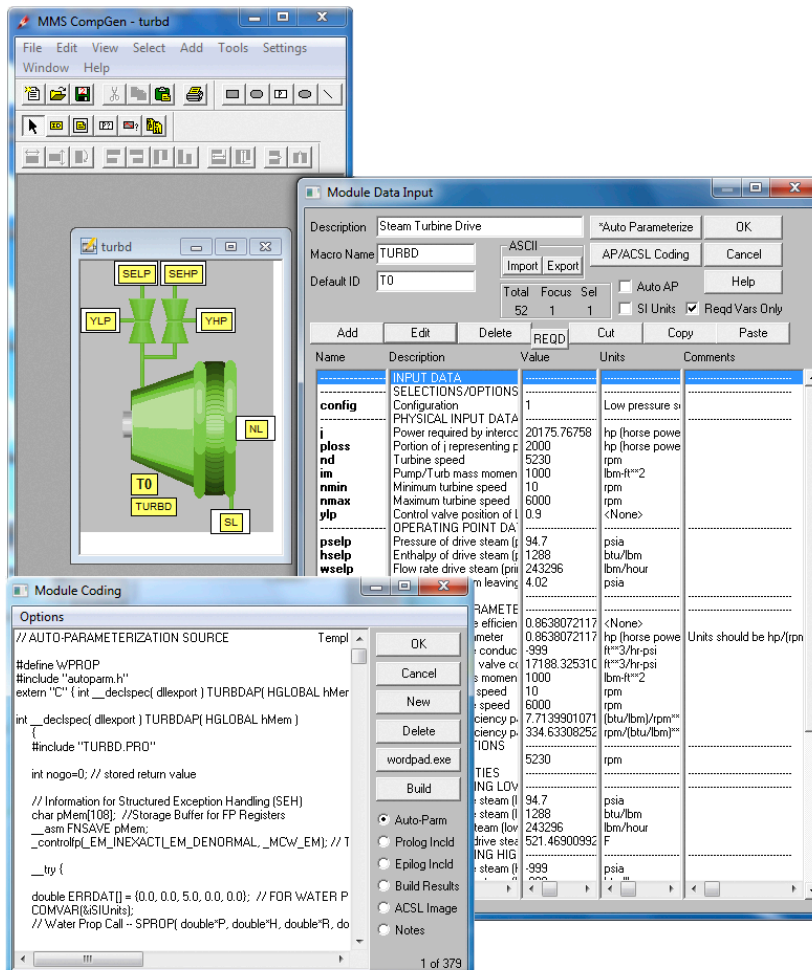 MMS CompGen - turbd
File Edit View Select Add Tools Settings
Window Help
turbd
SELP SEHP
YLP YHP
NL
T0
TURBD
SL
Module Data Input
Description Steam Turbine Drive *Auto Parameterize OK
Macro Name TURBD ASCII AP/ACSL Coding Cancel
Import Export
Default ID T0 Auto AP Help
Total Focus Sel
52 1 1 SI Units Reqd Vars Only
Add Edit Delete REQD Cut Copy Paste
Name Description Value Units Comments
INPUT DATA
SELECTIONS/OPTIONS
config Configuration 1 Low pressure
PHYSICAL INPUT DATA
j Power required by 20175.76758 hp (horse powe
ploss Portion of j representing 2000 hp (horse powe
nd Turbine speed 5230 rpm
im Pump/Turb mass momen 1000 lbm-ft**2
nmin Minimum turbine speed 10 rpm
nmax Maximum turbine speed 6000 rpm
ylp Control valve position of 0.9 <None>
OPERATING POINT
pselp Pressure of drive steam 94.7 psia
hselp Enthalpy of drive steam 1288 btu/lbm
wselp Flow rate drive steam 243296 lbm/hour
leaving 4.02 psia
efficien 0.8638072117 <None>
0.8638072117 hp (horse powe Units should be hp/(rpn
conduc -999 ft**3/hr-psi
valve 17188.325310 ft**3/hr-psi
momen 1000 lbm-ft**2
speed 10 rpm
speed 6000 rpm
7.7139901071 (btu/lbm)/rpm**
334.63308252 rpm/(btu/lbm)**
5230 rpm
steam 94.7 psia
steam 1288 btu/lbm
243296 lbm/hour
drive 521.46900992 F
steam -999 psia
Module Coding
Options
// AUTO-PARAMETERIZATION SOURCE Templ
#define WPROP
#include "autoparm.h"
extern "C" { int __declspec( dllexport ) TURBDAP( HGLOBAL hMer
int __declspec( dllexport ) TURBDAP( HGLOBAL hMem )
{
#include "TURBD.PRO"
int nogo=0; // stored return value
// Information for Structured Exception Handling (SEH)
char pMem[108]; //Storage Buffer for FP Registers
__asm FNSAVE pMem;
_controlfp(_EM_INEXACT|_EM_DENORMAL, _MCW_EM); // T
__try {
double ERRDAT[] = {0.0, 0.0, 5.0, 0.0, 0.0}; // FOR WATER P
COMVAR(&iSIUnits);
// Water Prop Call -- SPROP( double*P, double*H, double*R, do
OK
Cancel
New
Delete
wordpad.exe
Build
Auto-Parm
Prolog Incld
Epilog Incld
Build Results
ACSL Image
Notes
1 of 379